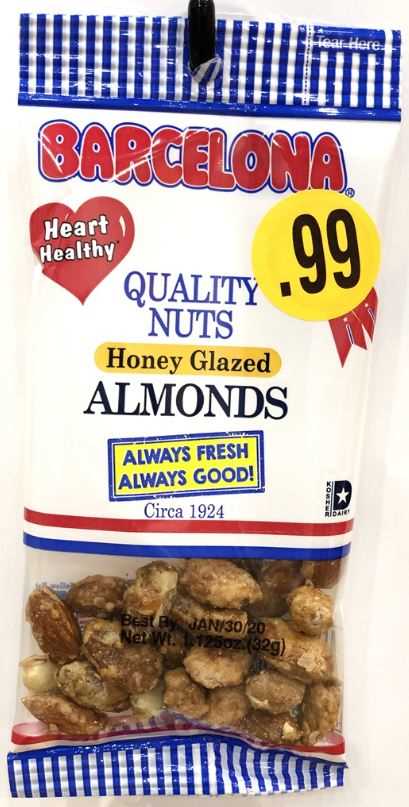 Tear Here
BARCELONA®
Heart
Healthy
.99
QUALITY
NUTS
Honey Glazed
ALMONDS
ALWAYS FRESH
ALWAYS GOOD!
Circa 1924
KOSHER
D
DAIRY
Best By JAN/30/20
Net Wt. 1.125oz.(32g)